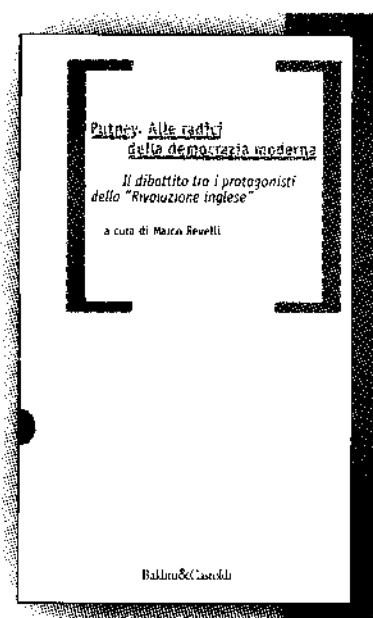 Putney. Alle radici
della democrazia moderna
Il dibattito tra i protagonisti
della "Rivoluzione inglese"
a cura di Marco Revelli
Baldini&Castoldi